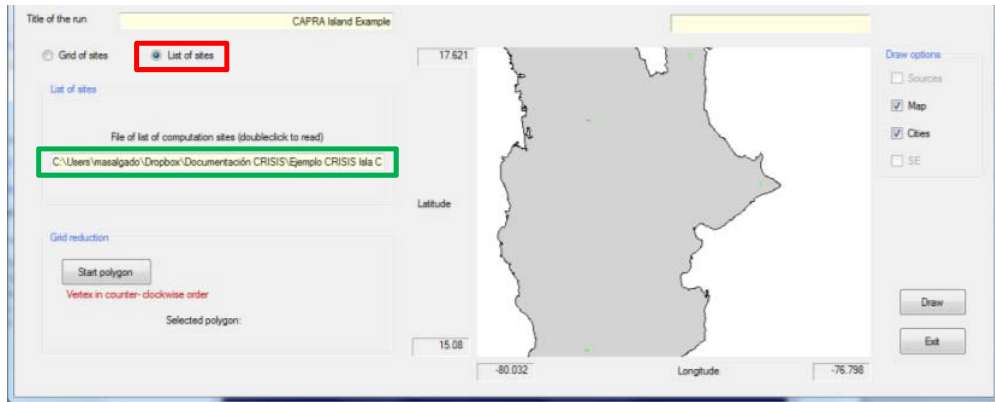 Title of the run
CAPRA Island Example
Grid of sites
List of sites
17.621
Draw options
Sources
Map
Cities
SE
List of sites
File of list of computation sites (doubleclick to read)
C:\Users\masalgado\Dropbox\Documentación CRISIS\Ejemplo CRISIS Isla C
Latitude
Grid reduction
Start polygon
Vertex in counter- clockwise order
Selected polygon:
Draw
Exit
15.08
-80.032
Longitude
-76.798